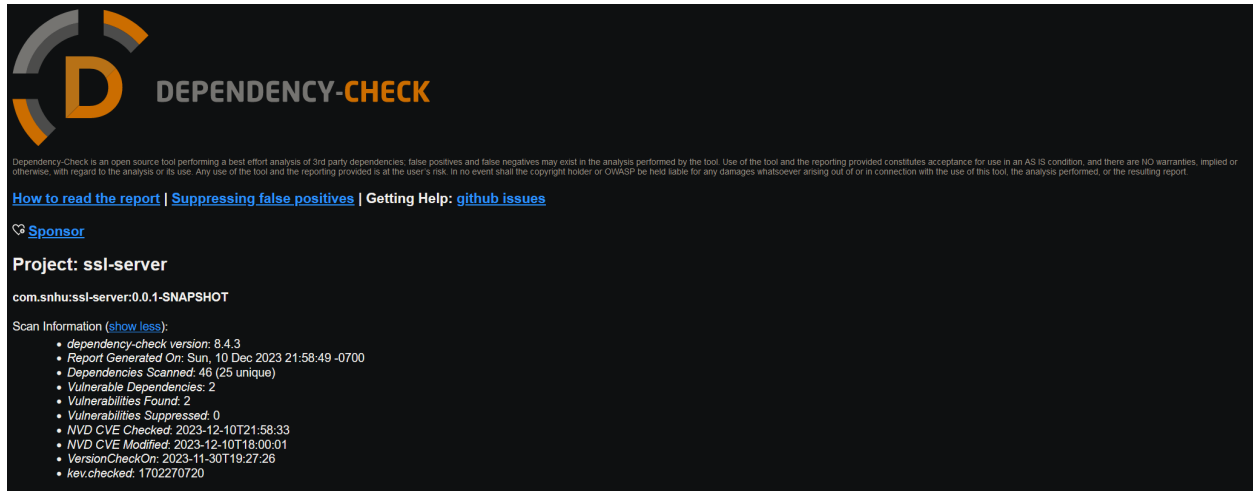 D
DEPENDENCY-CHECK
Dependency-Check is an open source tool performing a best effort analysis of 3rd party dependencies; false positives and false negatives may exist in the analysis performed by the tool. Use of the tool and the reporting provided constitutes acceptance for use in an AS IS condition, and there are NO warranties, implied or
otherwise, with regard to the analysis or its use. Any use of the tool and the reporting provided is at the user's risk. In no event shall the copyright holder or OWASP be held liable for any damages whatsoever arising out of or in connection with the use of this tool, the analysis performed, or the resulting report.
How to read the report | Suppressing false positives | Getting Help: github issues
Sponsor
Project: ssl-server
com.snhu:ssl-server:0.0.1-SNAPSHOT
Scan Information (show less):
• dependency-check version: 8.4.3
• Report Generated On: Sun, 10 Dec 2023 21:58:49 -0700
• Dependencies Scanned: 46 (25 unique)
• Vulnerable Dependencies: 2
• Vulnerabilities Found: 2
• Vulnerabilities Suppressed: 0
• NVD CVE Checked: 2023-12-10T21:58:33
• NVD CVE Modified: 2023-12-10T18:00:01
• VersionCheckOn: 2023-11-30T19:27:26
• kev.checked: 1702270720